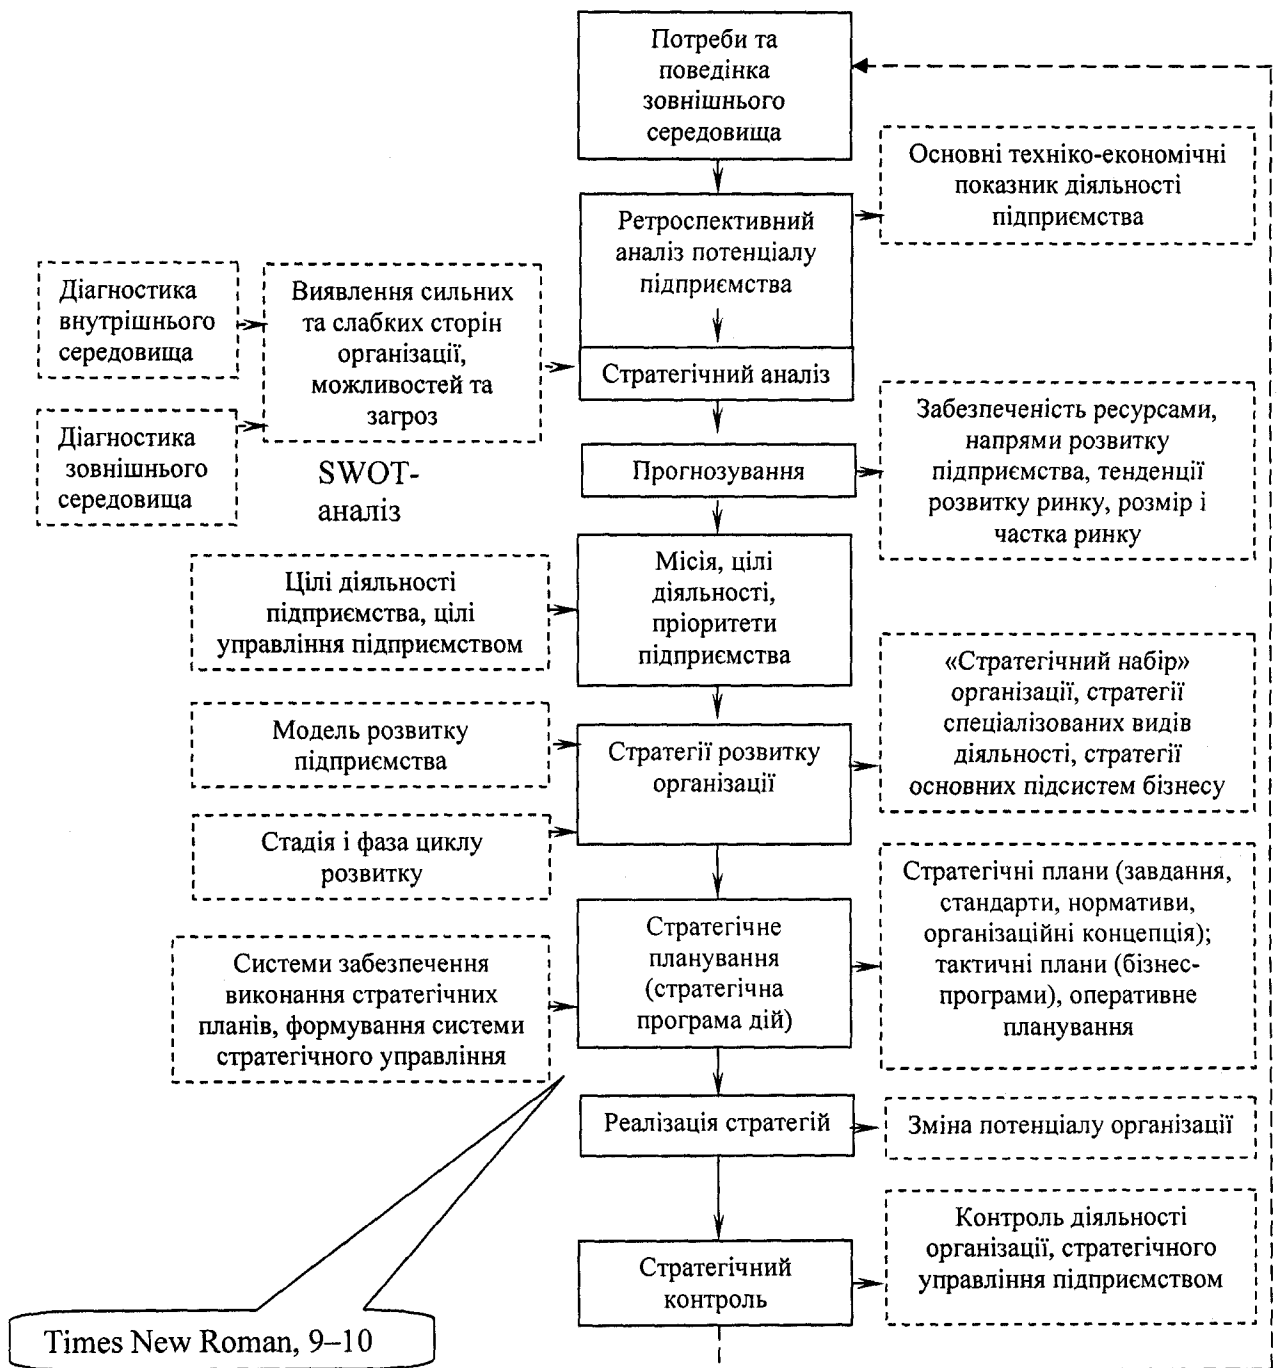 Потреби та
поведінка
зовнішнього
середовища
Основні техніко-економічні
показник діяльності
підприємства
Ретроспективний
аналіз потенціалу
підприємства
Діагностика
внутрішнього
середовища
Виявлення сильних
та слабких сторін
організації,
можливостей та
загроз
Стратегічний аналіз
Діагностика
зовнішнього
середовища
SWOT-
аналіз
Прогнозування
Забезпеченість ресурсами,
напрями розвитку
підприємства, тенденції
розвитку ринку, розмір і
частка ринку
Цілі діяльності
підприємства, цілі
управління підприємством
Місія, цілі
діяльності,
пріоритети
підприємства
Модель розвитку
підприємства
Стратегії розвитку
організації
«Стратегічний набір»
організації, стратегії
спеціалізованих видів
діяльності, стратегії
основних підсистем бізнесу
Стадія і фаза циклу
розвитку
Системи забезпечення
виконання стратегічних
планів, формування системи
стратегічного управління
Стратегічне
планування
(стратегічна
програма дій)
Стратегічні плани (завдання,
стандарти, нормативи,
організаційні концепція);
тактичні плани (бізнес-
програми), оперативне
планування
Реалізація стратегій
Зміна потенціалу організації
Стратегічний
контроль
Контроль діяльності
організації, стратегічного
управління підприємством
Times New Roman, 9–10